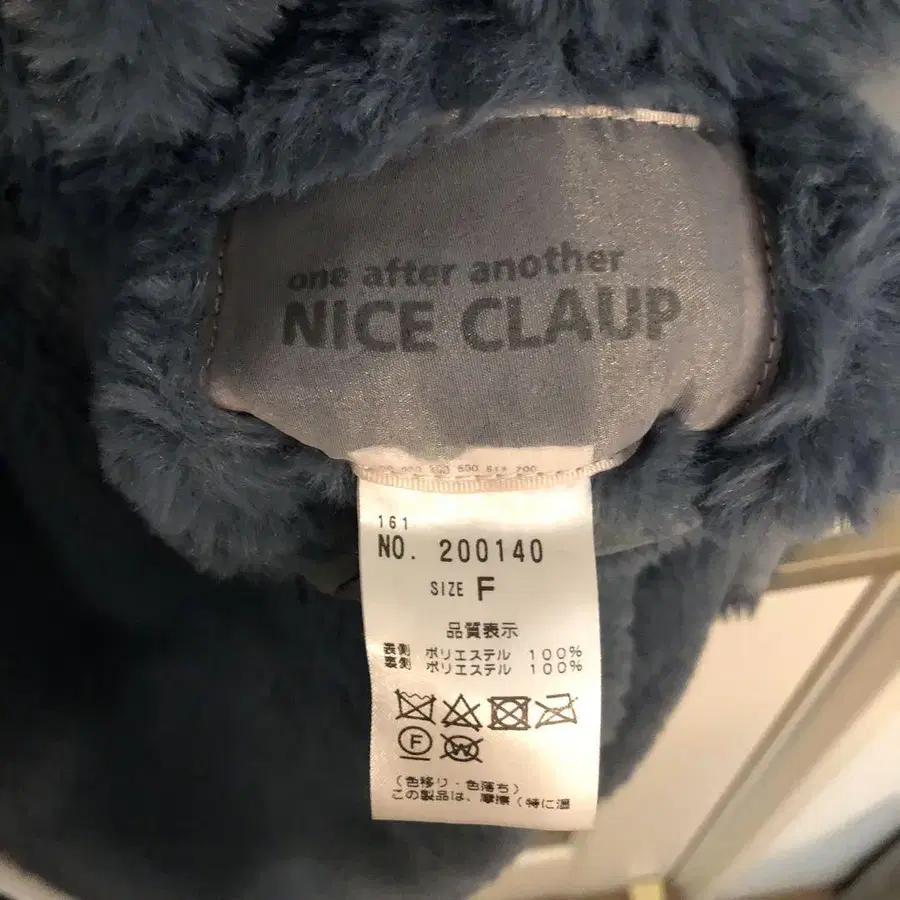 one after another
NICE CLAUP
161
NO. 200140
SIZE F
品質表示
表側 ポリエステル 100%
裏側 ポリエステル 100%
F
W
(色移り・色落ち)
この製品は、摩擦(特に湿